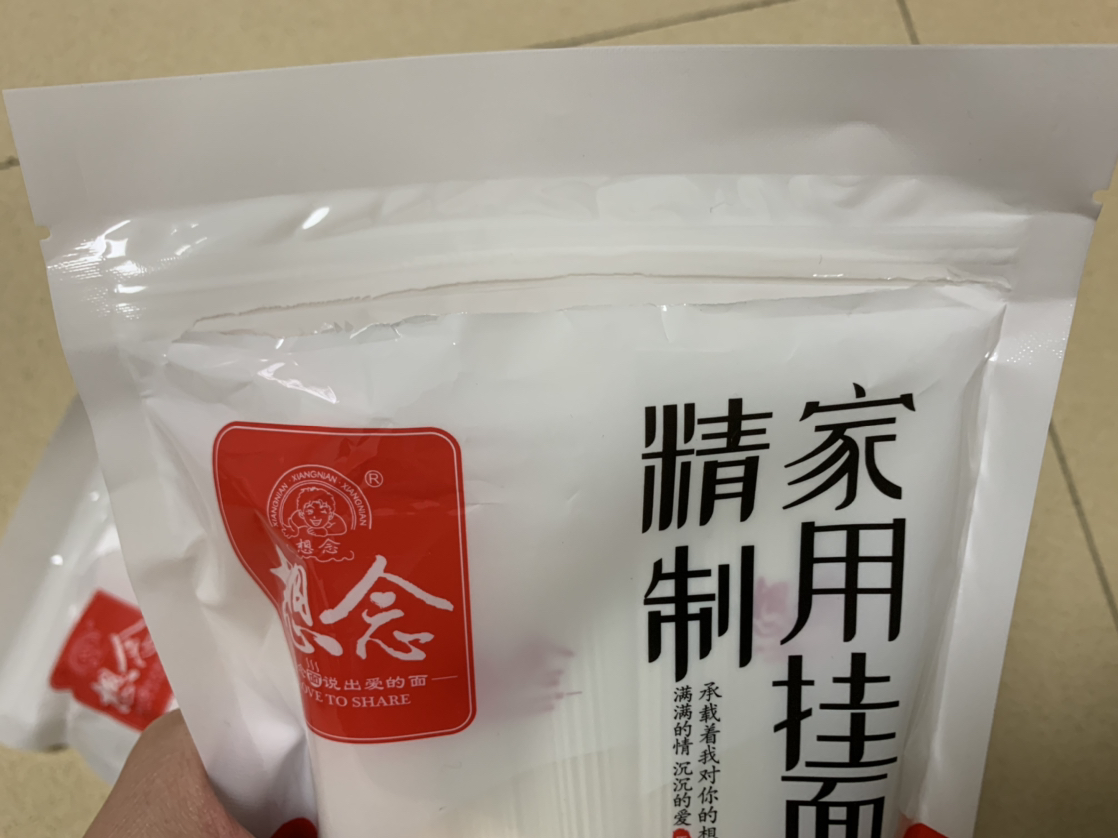 XIANGNIAN · XIANGNIAN · XIANGNIAN
®
想念
想念
说出爱的面
LOVE TO SHARE
家用挂面
精制
承载着我对你的想
满满的情 沉沉的爱